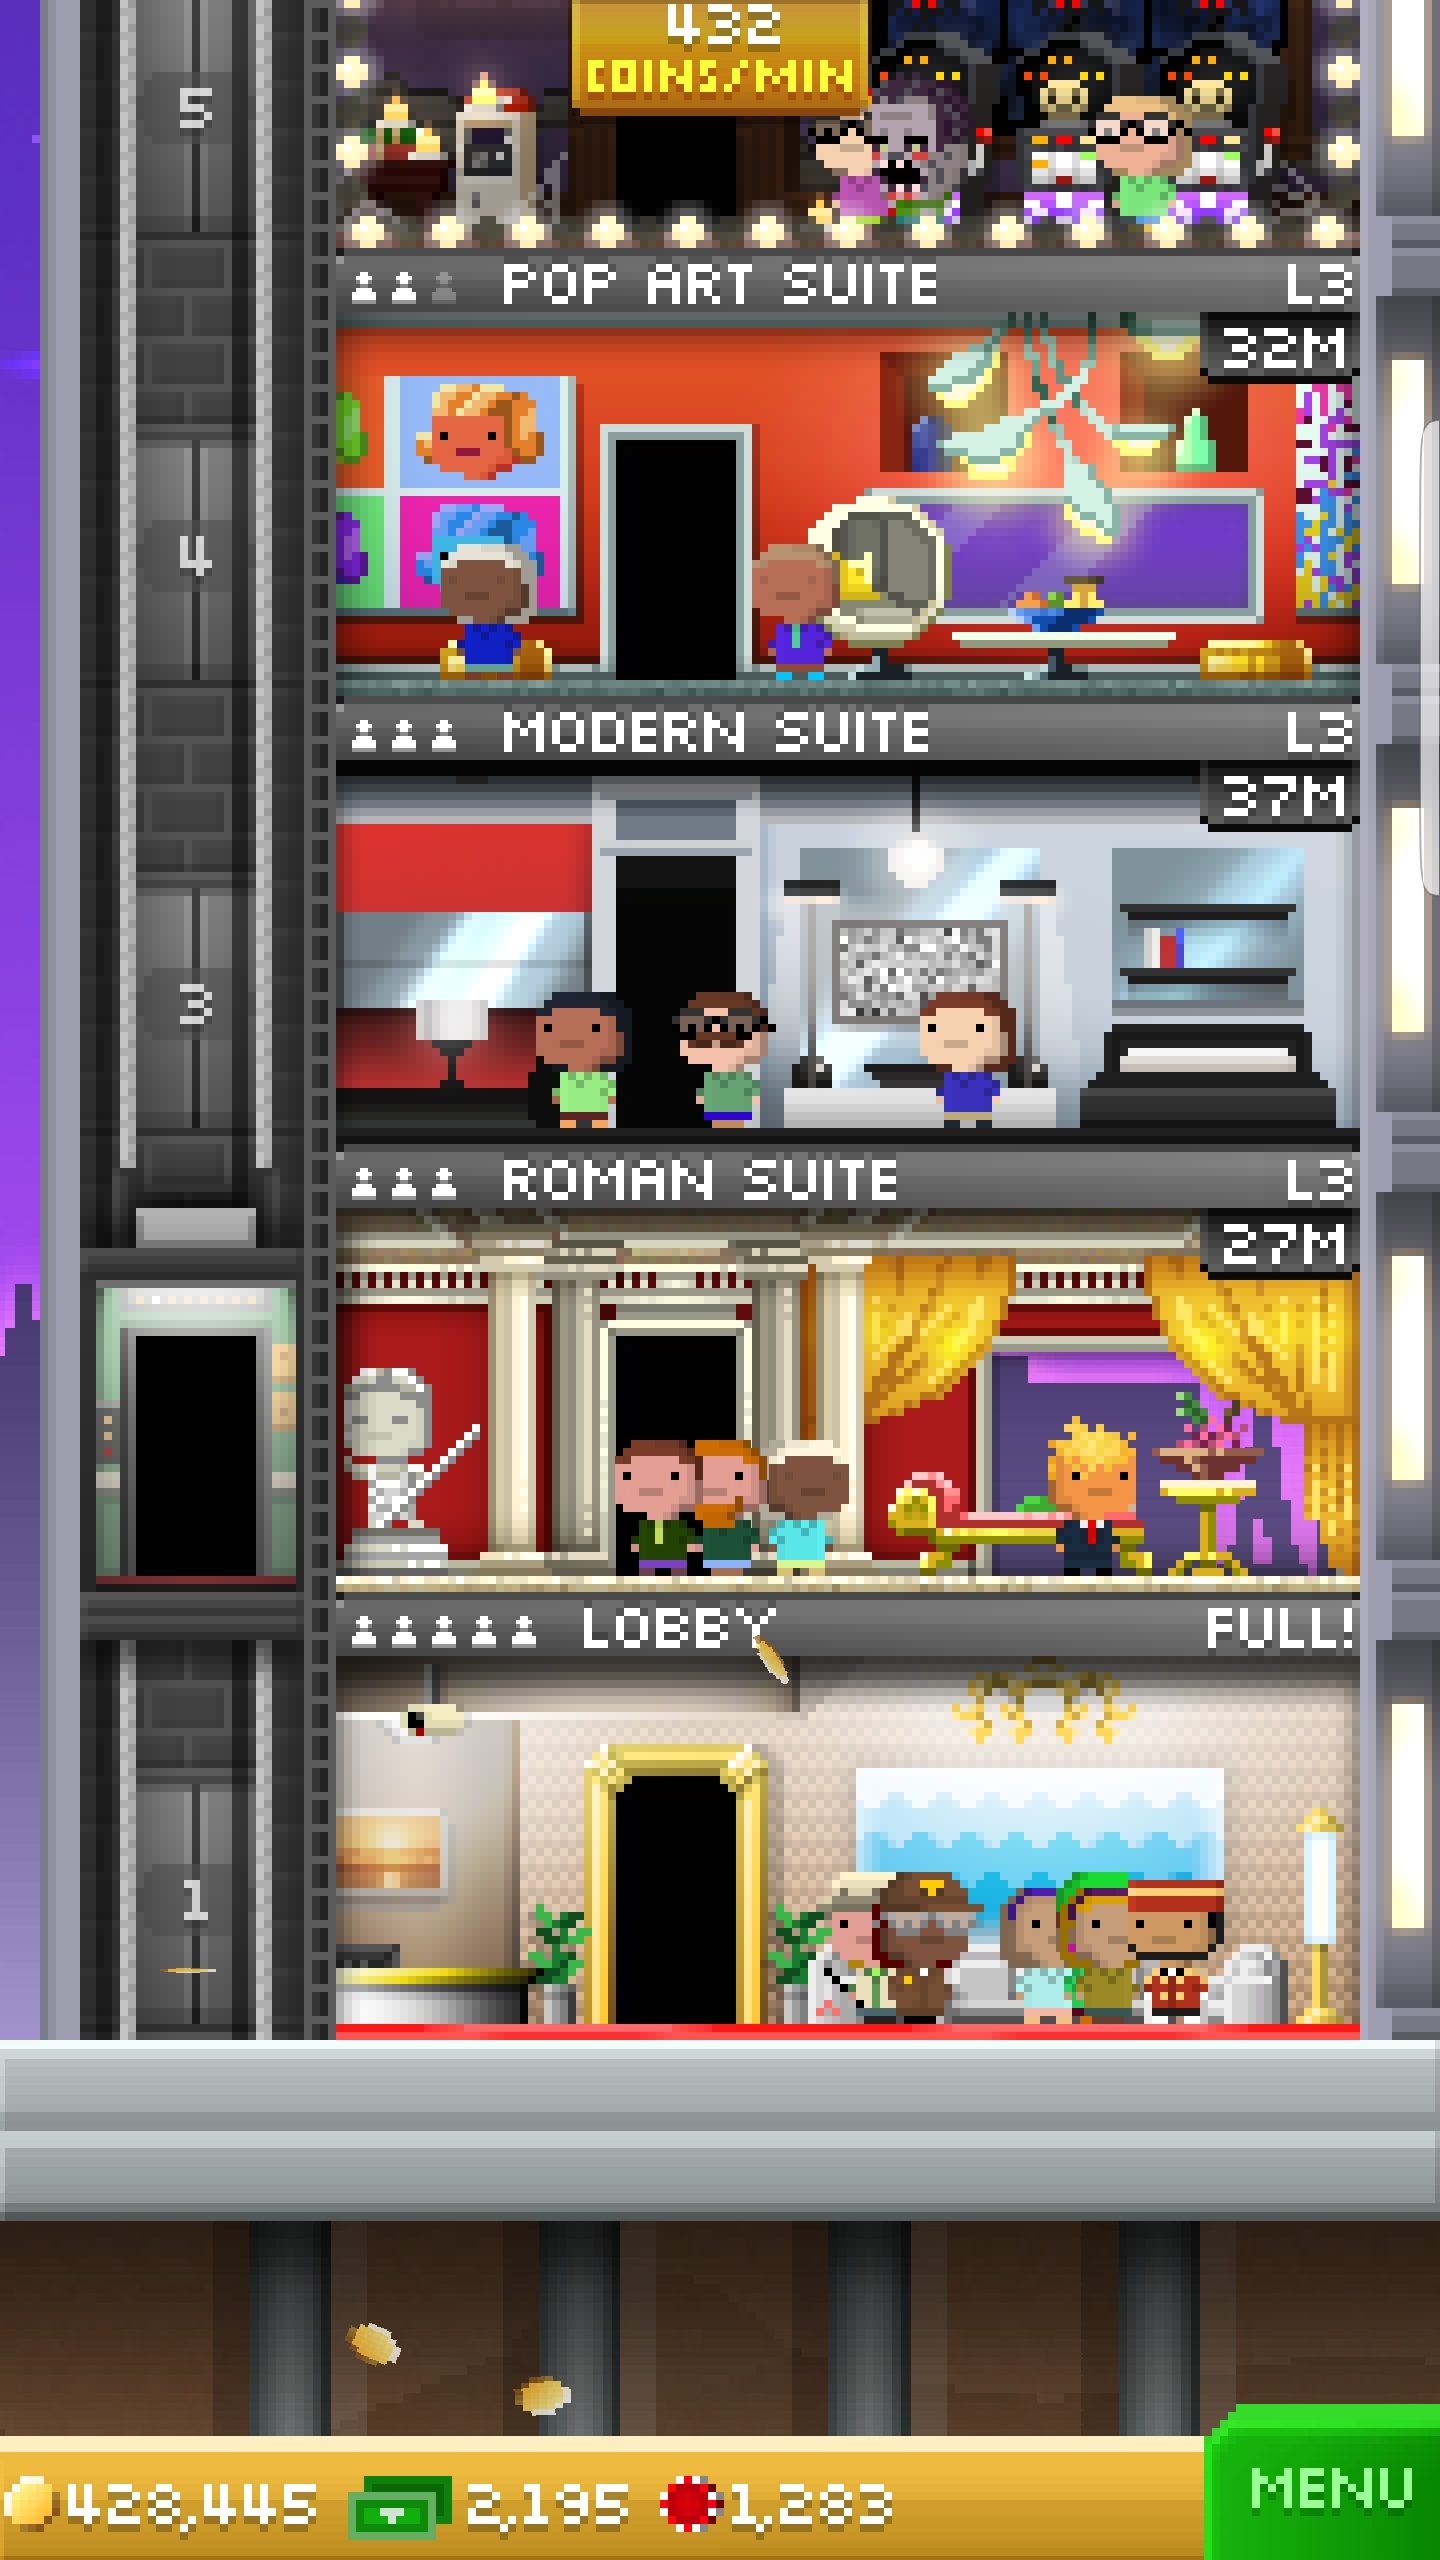 432
COINS/MIN
5
POP ART SUITE L3
32M
4
MODERN SUITE L3
37M
3
ROMAN SUITE L3
27M
LOBBY FULL!
1
428,445 2,195 1,283
MENU